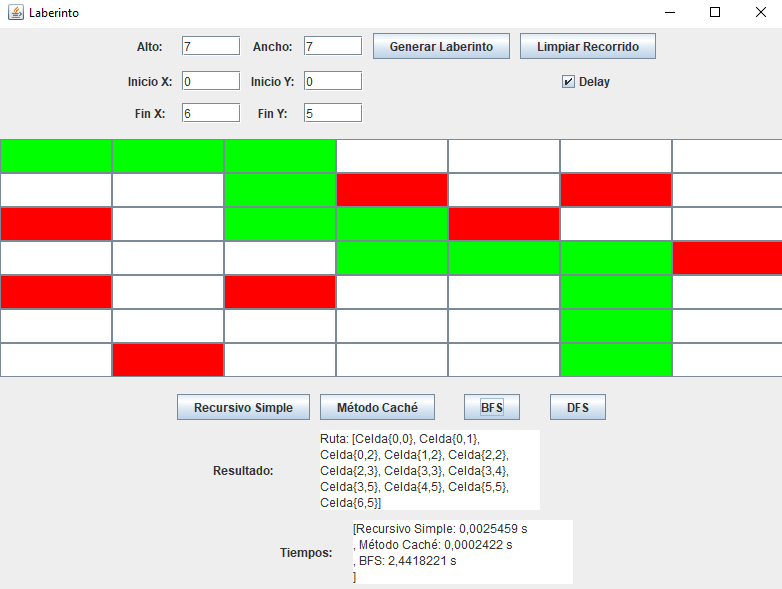 Laberinto
Alto: 7 Ancho: 7 Generar Laberinto Limpiar Recorrido
Inicio X: 0 Inicio Y: 0 Delay
Fin X: 6 Fin Y: 5
Recursivo Simple Método Caché BFS DFS
Resultado:
Ruta: [Celda{0,0}, Celda{0,1},
Celda{0,2}, Celda{1,2}, Celda{2,2},
Celda{2,3}, Celda{3,3}, Celda{3,4},
Celda{3,5}, Celda{4,5}, Celda{5,5},
Celda{6,5}]
Tiempos:
[Recursivo Simple: 0,0025459 s
, Método Caché: 0,0002422 s
, BFS: 2,4418221 s
]